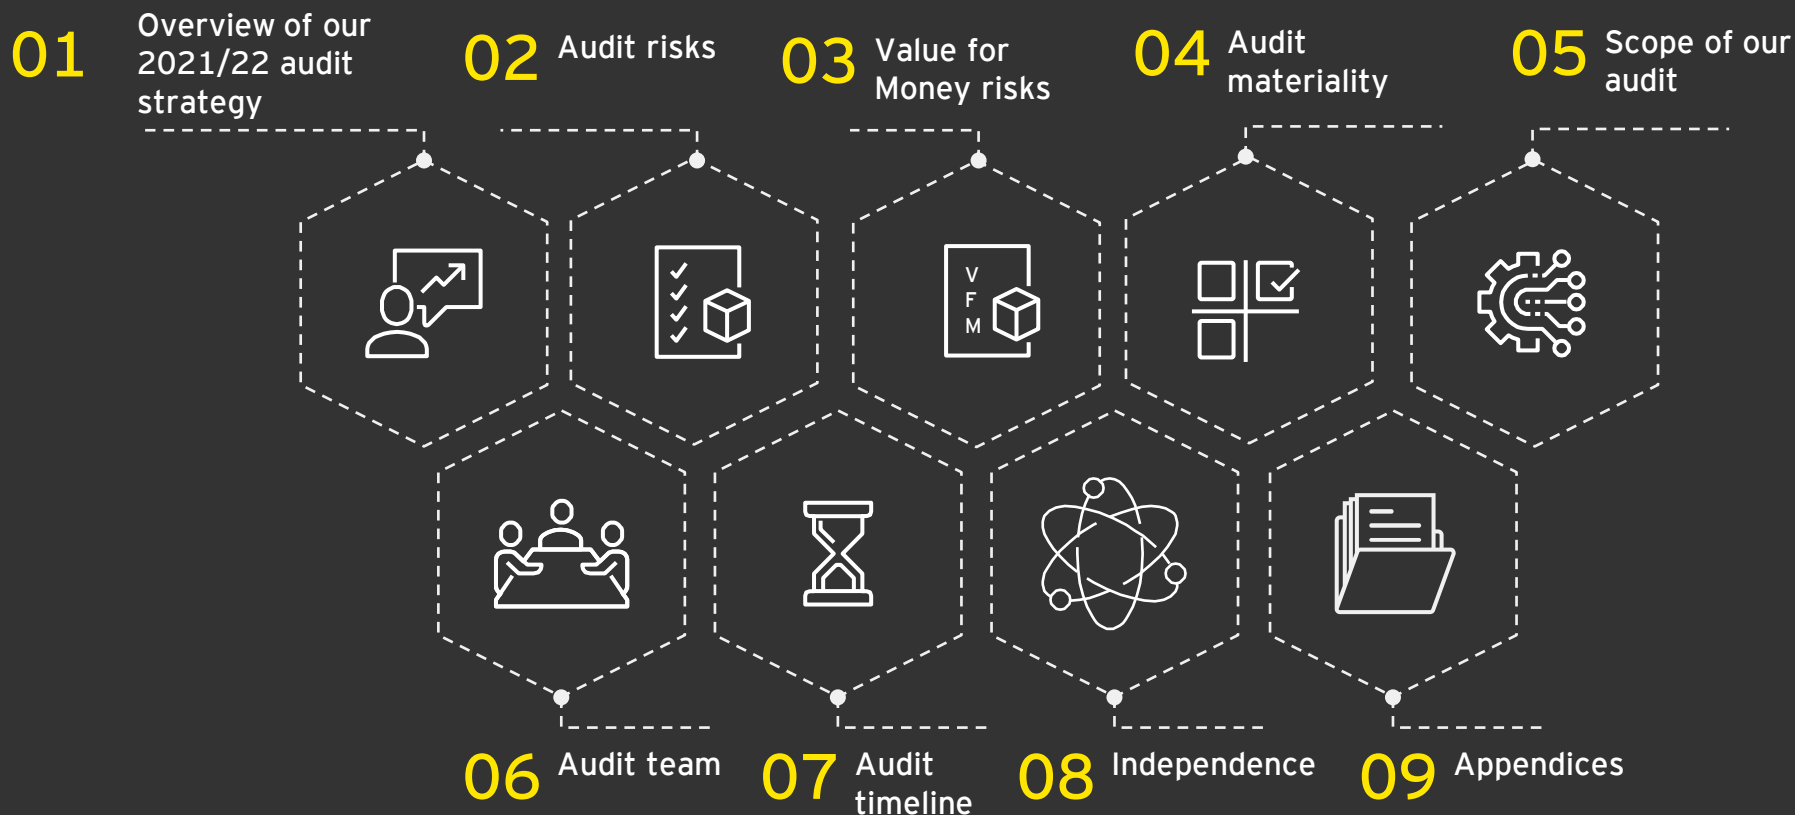 01
Overview of our
2021/22 audit
strategy
02
Audit risks
03
Value for
Money risks
04
Audit
materiality
05
Scope of our
audit
V
F
M
06
Audit team
07
Audit
timeline
08
Independence
09
Appendices